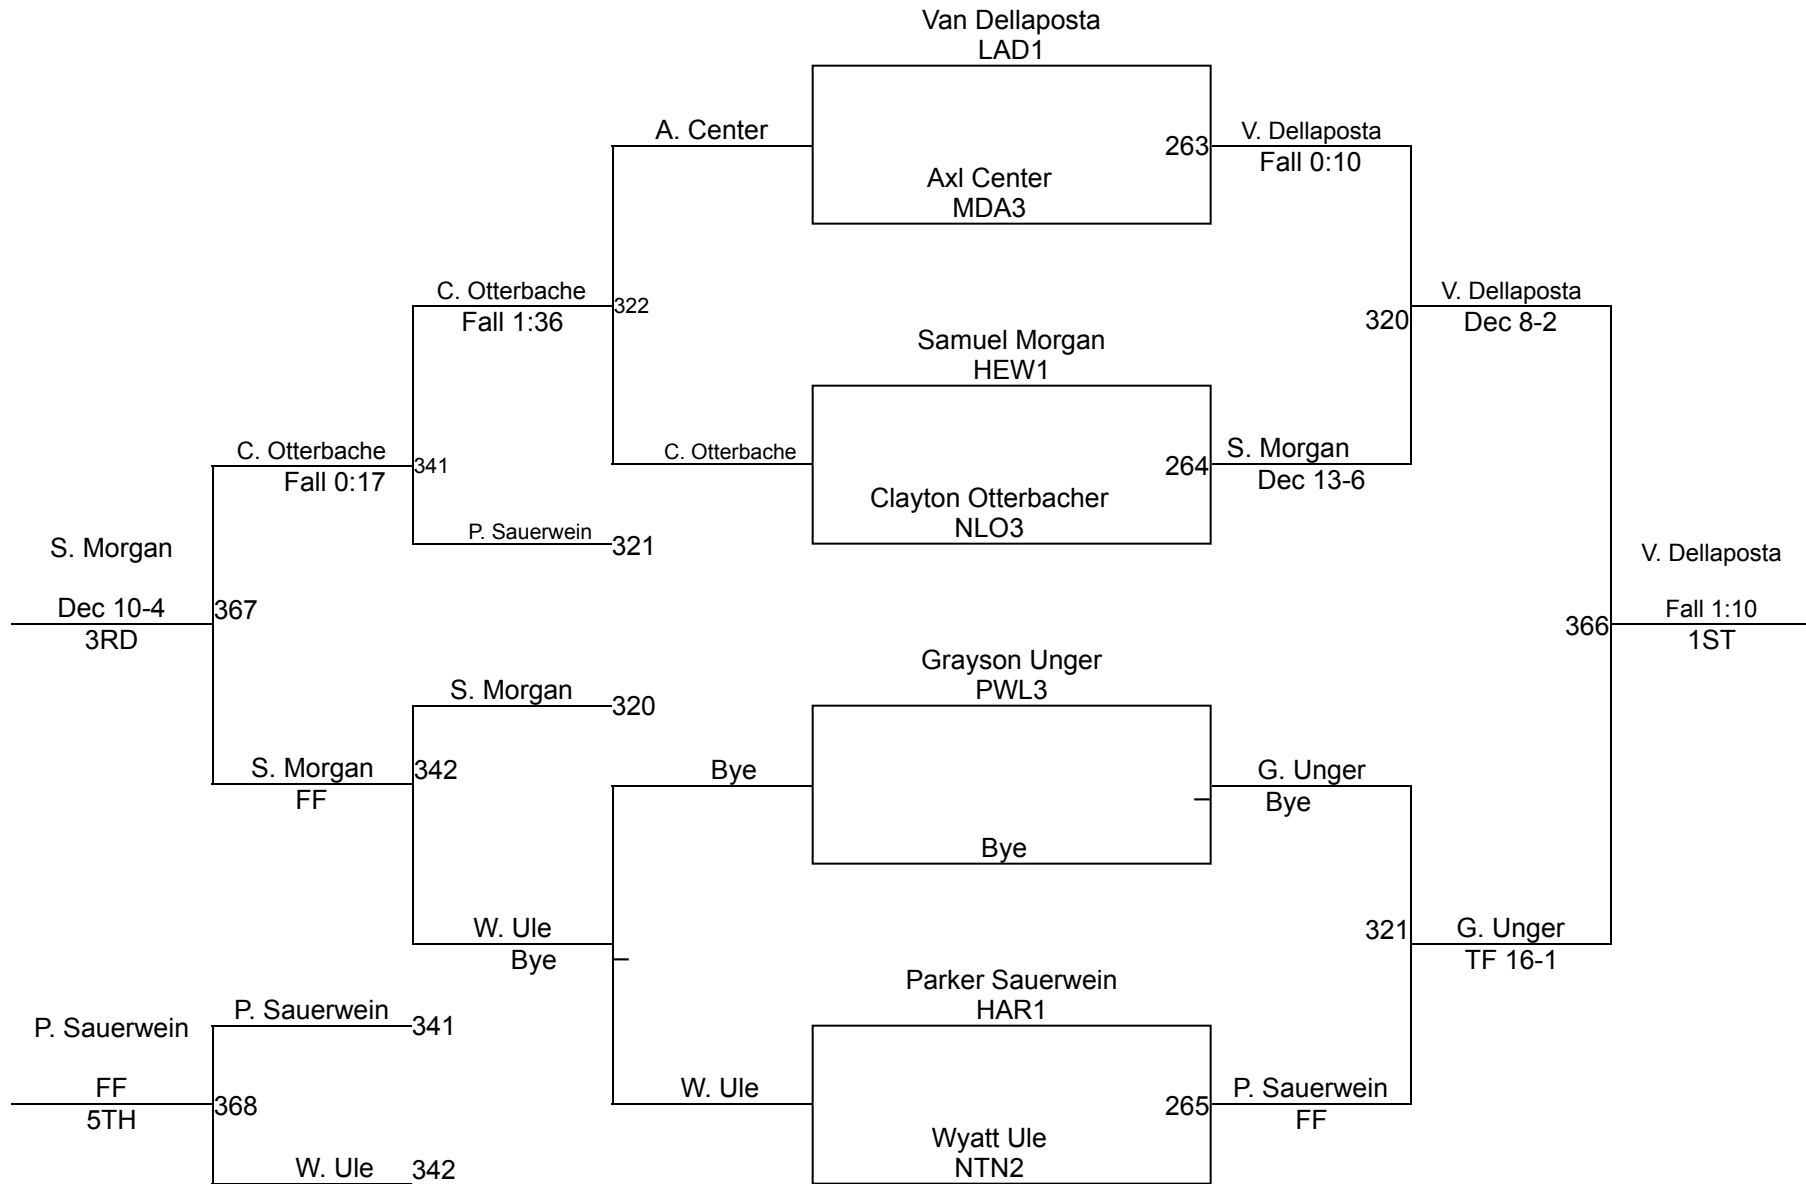 Van Dellaposta
LAD1
A. Center
263
V. Dellaposta
Fall 0:10
Axl Center
MDA3
C. Otterbache
322
Fall 1:36
V. Dellaposta
320
Dec 8-2
Samuel Morgan
HEW1
C. Otterbache
341
Fall 0:17
C. Otterbache
264
S. Morgan
Dec 13-6
Clayton Otterbacher
NLO3
P. Sauerwein
321
S. Morgan
Dec 10-4
367
3RD
V. Dellaposta
Fall 1:10
366
1ST
Grayson Unger
PWL3
S. Morgan
320
S. Morgan
342
FF
Bye
G. Unger
Bye
Bye
W. Ule
Bye
321
G. Unger
TF 16-1
Parker Sauerwein
HAR1
P. Sauerwein
P. Sauerwein
341
FF
368
5TH
W. Ule
265
P. Sauerwein
FF
Wyatt Ule
NTN2
W. Ule
342